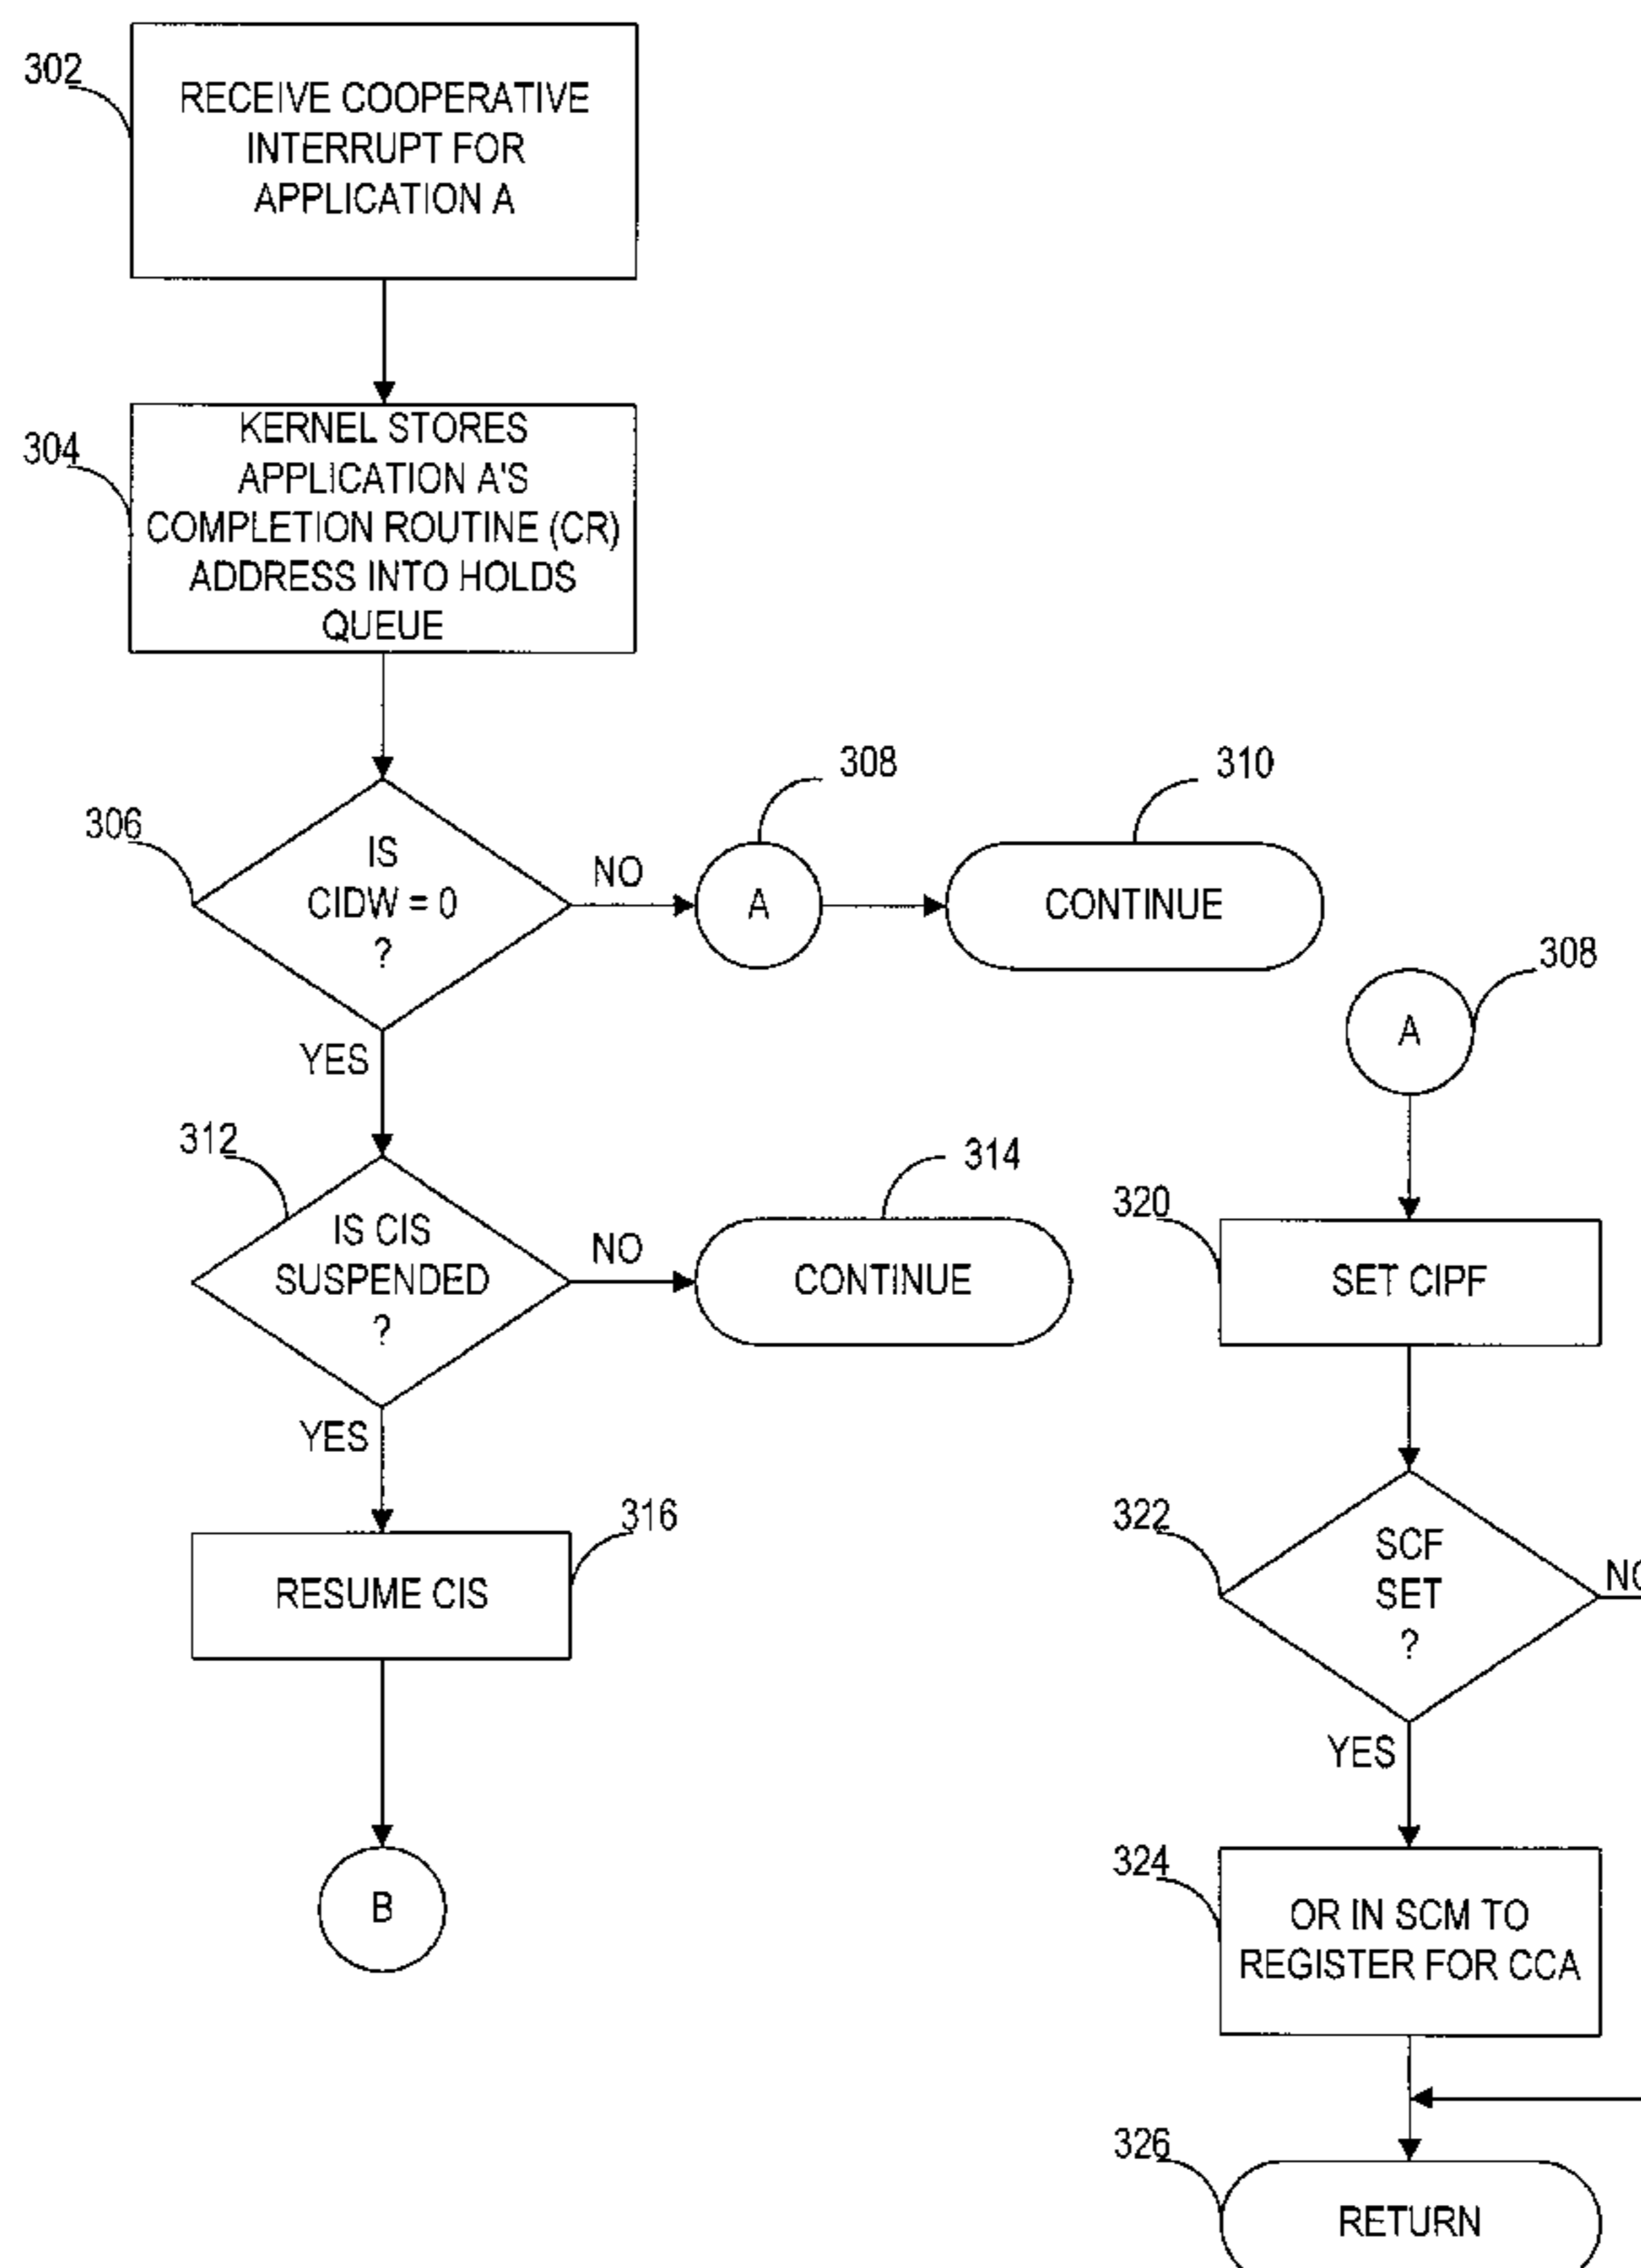 302
RECEIVE COOPERATIVE
INTERRUPT FOR
APPLICATION A
304
KERNEL STORES
APPLICATION A'S
COMPLETION ROUTINE (CR)
ADDRESS INTO HOLDS
QUEUE
306
IS
CIDW = 0
?
NO
308
A
310
CONTINUE
YES
312
IS CIS
SUSPENDED
?
NO
314
CONTINUE
YES
316
RESUME CIS
B
308
A
320
SET CIPF
322
SCF
SET
?
NO
YES
324
OR IN SCM TO
REGISTER FOR CCA
326
RETURN